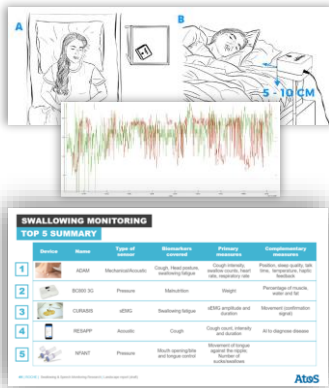 A
B
5 - 10 CM
SWALLOWING MONITORING
TOP 5 SUMMARY
Device Name Type of sensor Biomarkers covered Primary measures Complementary measures
1 ADAM Mechanical/Acoustic Cough, Head posture, swallowing fatigue Cough intensity, swallow counts, heart rate, respiratory rate Position, sleep quality, talk time, temperature, haptic feedback
2 BC000 3G Pressure Malnutrition Weight Percentage of muscle, water and fat
3 CURASIS sEMG Swallowing fatigue sEMG amplitude and duration Movement (confirmation signal)
4 RESAPP Acoustic Cough Cough count, intensity and duration AI to diagnose disease
5 NFANT Pressure Mouth opening/bite and tongue control Movement of tongue against the nipple, Number of sucks/swallows
Atos